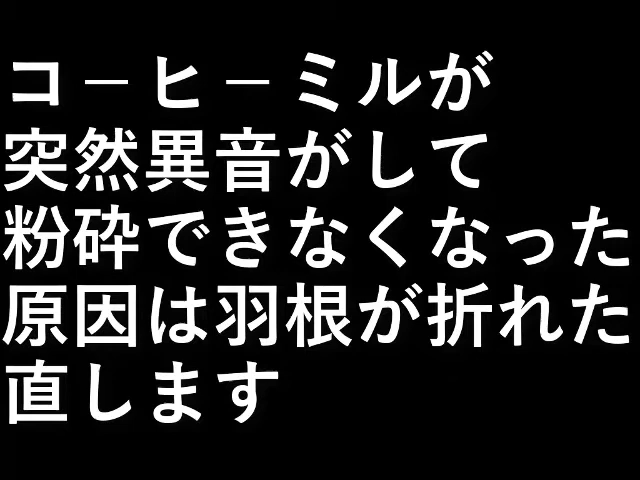 コーヒーミルが
突然異音がして
粉砕できなくなった
原因は羽根が折れた
直します